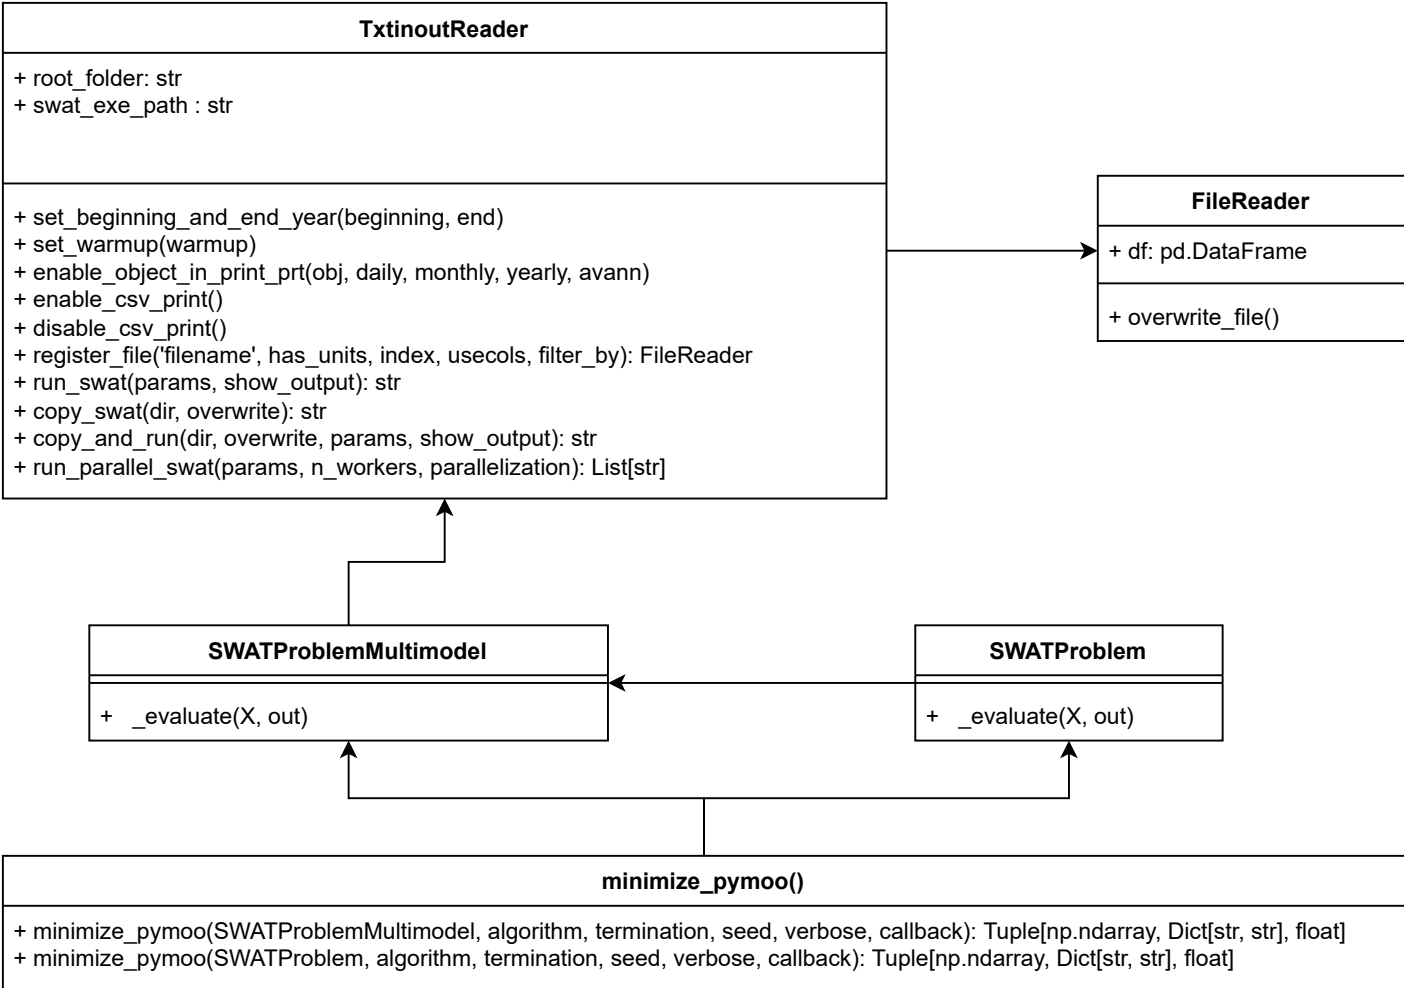 TxtinoutReader
+ root_folder: str
+ swat_exe_path : str
+ set_beginning_and_end_year(beginning, end)
+ set_warmup(warmup)
+ enable_object_in_print_prt(obj, daily, monthly, yearly, avann)
+ enable_csv_print()
+ disable_csv_print()
+ register_file('filename', has_units, index, usecols, filter_by): FileReader
+ run_swat(params, show_output): str
+ copy_swat(dir, overwrite): str
+ copy_and_run(dir, overwrite, params, show_output): str
+ run_parallel_swat(params, n_workers, parallelization): List[str]
FileReader
+ df: pd.DataFrame
+ overwrite_file()
SWATProblemMultimodel
+ _evaluate(X, out)
SWATProblem
+ _evaluate(X, out)
minimize_pymoo()
+ minimize_pymoo(SWATProblemMultimodel, algorithm, termination, seed, verbose, callback): Tuple[np.ndarray, Dict[str, str], float]
+ minimize_pymoo(SWATProblem, algorithm, termination, seed, verbose, callback): Tuple[np.ndarray, Dict[str, str], float]